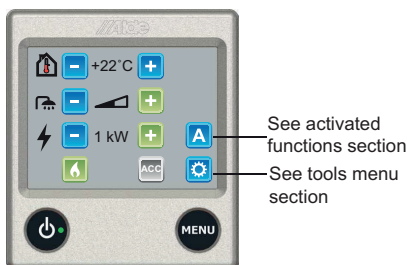 Alde
+22°C
1 kW
A
ACC
MENU
See activated
functions section
See tools menu
section